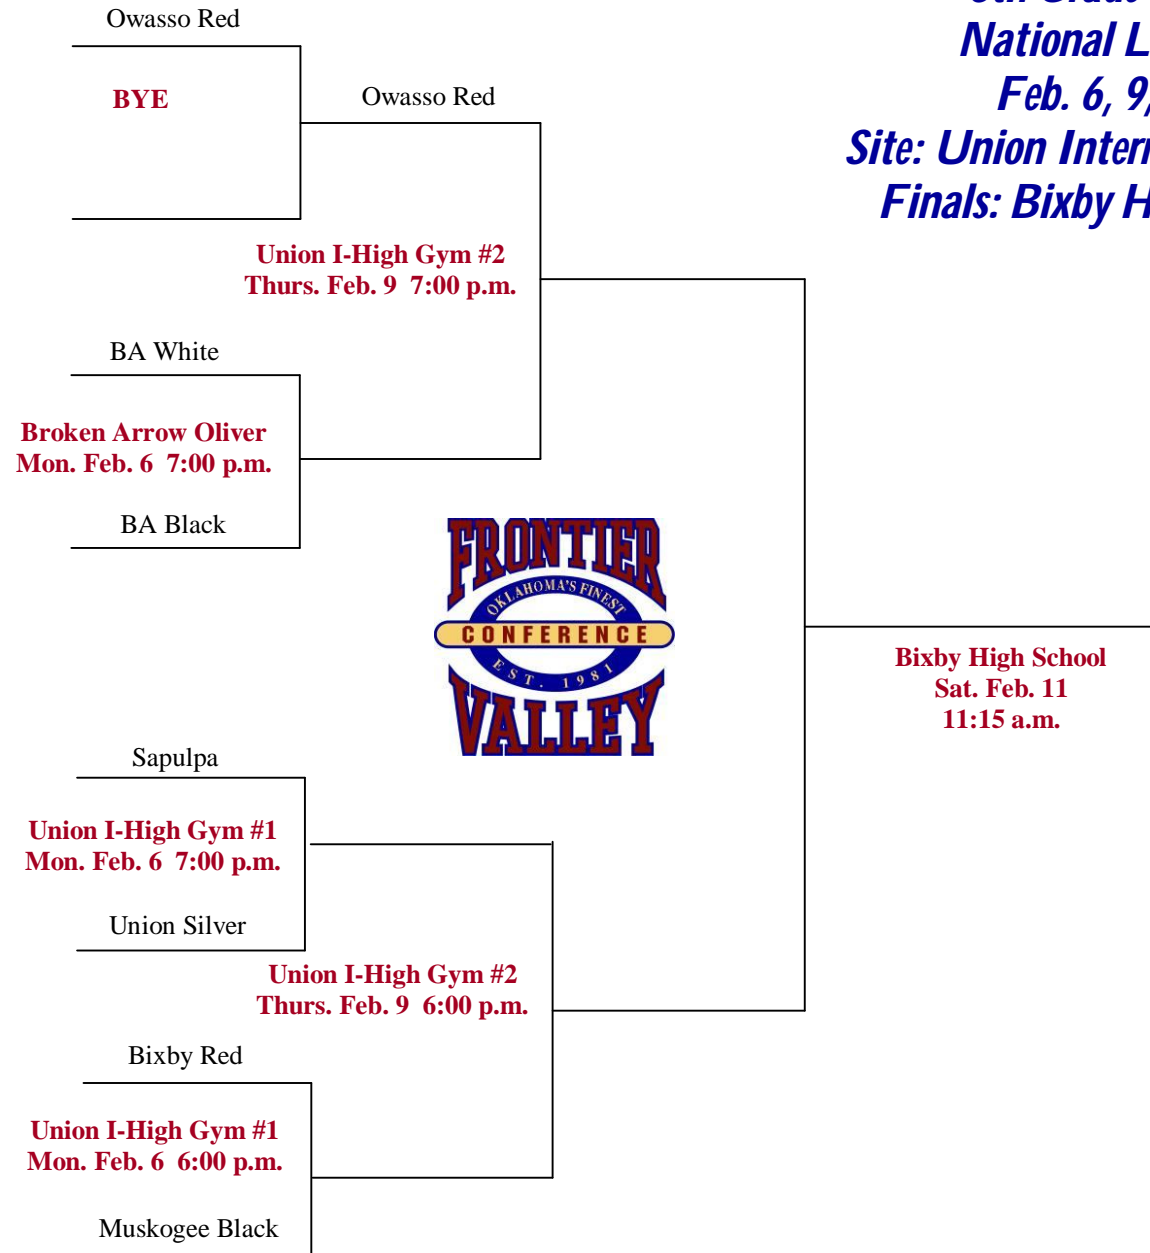 Owasso Red
National
Feb. 6, 9,
BYE
Owasso Red
Site: Union
Finals: Bixby
Union I-High Gym #2
Thurs. Feb. 9 7:00 p.m.
BA White
Broken Arrow Oliver
Mon. Feb. 6 7:00 p.m.
BA Black
FRONTIER
OKLAHOMA'S FINEST
CONFERENCE
EST. 1981
VALLEY
Bixby High School
Sat. Feb. 11
11:15 a.m.
Sapulpa
Union I-High Gym #1
Mon. Feb. 6 7:00 p.m.
Union Silver
Union I-High Gym #2
Thurs. Feb. 9 6:00 p.m.
Bixby Red
Union I-High Gym #1
Mon. Feb. 6 6:00 p.m.
Muskogee Black